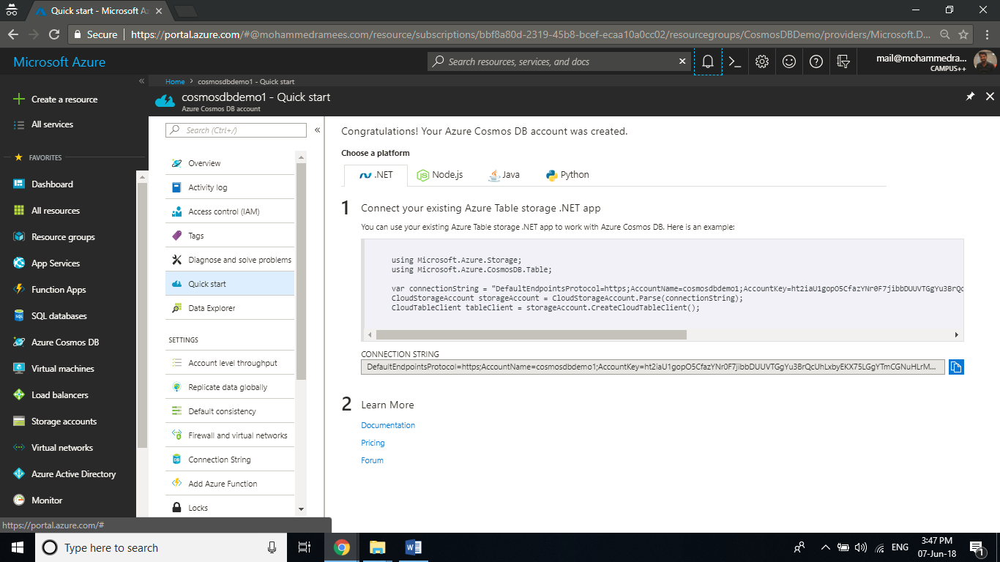 Quick start - Microsoft Az
Secure
https://portal.azure.com/#@mohammedramees.com/resource/subscriptions/bbf8a80d-2319-45b8-bcef-ecaa10a0cc02/resourcegroups/CosmosDBDemo/providers/Microsoft.D...
Microsoft Azure
Search resources, services, and docs
mail@mohammedra...
CAMPUS++
Home > cosmosdbdemo1 - Quick start
cosmosdbdemo1 - Quick start
Azure Cosmos DB account
Create a resource
All services
FAVORITES
Dashboard
All resources
Resource groups
App Services
Function Apps
SQL databases
Azure Cosmos DB
Virtual machines
Load balancers
Storage accounts
Virtual networks
Azure Active Directory
Monitor
https://portal.azure.com/#
Search (Ctrl+/)
Overview
Activity log
Access control (IAM)
Tags
Diagnose and solve problems
Quick start
Data Explorer
SETTINGS
Account level throughput
Replicate data globally
Default consistency
Firewall and virtual networks
Connection String
Add Azure Function
Locks
Congratulations! Your Azure Cosmos DB account was created.
Choose a platform
.NET
Node.js
Java
Python
1 Connect your existing Azure Table storage .NET app
You can use your existing Azure Table storage .NET app to work with Azure Cosmos DB. Here is an example:
using Microsoft.Azure.Storage;
using Microsoft.Azure.CosmosDB.Table;
var connectionString = "DefaultEndpointsProtocol=https;AccountName=cosmosdbdemo1;AccountKey=ht2iaU1gopO5CfazYNr0F7jibbDUUVTGgYu3BrQc
CloudStorageAccount storageAccount = CloudStorageAccount.Parse(connectionString);
CloudTableClient tableClient = storageAccount.CreateCloudTableClient();
CONNECTION STRING
DefaultEndpointsProtocol=https;AccountName=cosmosdbdemo1;AccountKey=ht2iaU1gopO5CfazYNr0F7jibbDUUVTGgYu3BrQcUhLxbyEKX75LGgYTmCGNuHLrM...
2 Learn More
Documentation
Pricing
Forum
Type here to search
ENG
3:47 PM
07-Jun-18
1